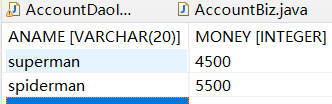 AccountDaoI... AccountBiz.java
ANAME [VARCHAR(20)] MONEY [INTEGER]
superman 4500
spiderman 5500